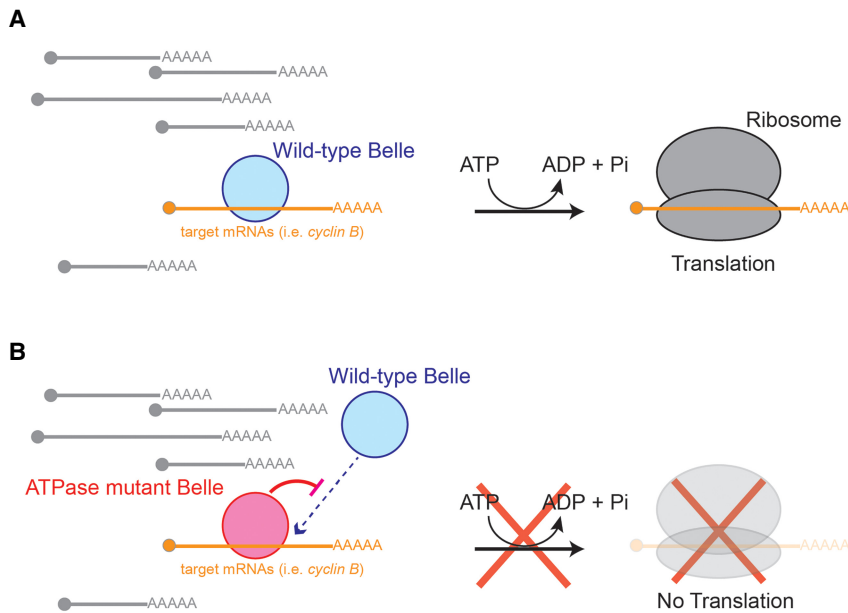 A
AAAAA
AAAAA
AAAAA
AAAAA
Wild-type Belle
AAAAA
target mRNAs (i.e. cyclin B)
AAAAA
ATP ADP + Pi
Ribosome
AAAAA
Translation
B
Wild-type Belle
AAAAA
AAAAA
AAAAA
AAAAA
ATPase mutant Belle
AAAAA
target mRNAs (i.e. cyclin B)
AAAAA
ATP ADP + Pi
AAAAA
No Translation